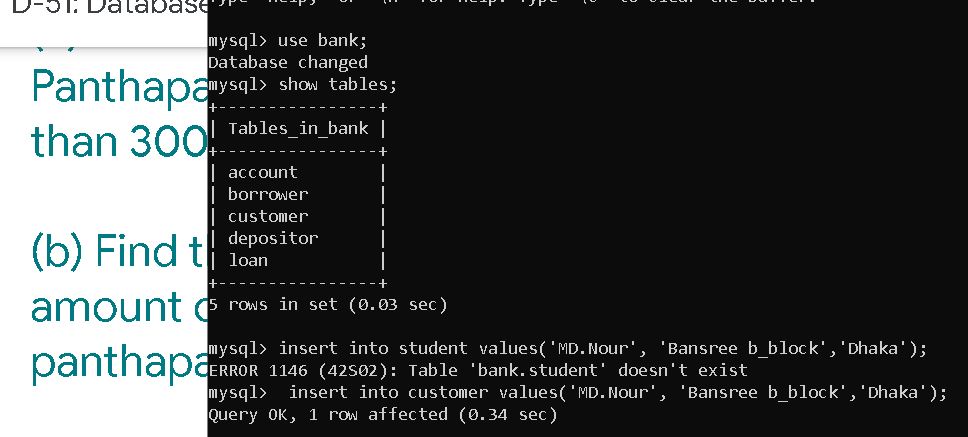 D-51: Database
Panthapa
than 300
(b) Find t
amount
panthapa
mysql> use bank;
Database changed
mysql> show tables;
+----------------+
| Tables_in_bank |
+----------------+
| account        |
| borrower       |
| customer       |
| depositor      |
| loan           |
+----------------+
5 rows in set (0.03 sec)
mysql> insert into student values('MD.Nour', 'Bansree b_block','Dhaka');
ERROR 1146 (42S02): Table 'bank.student' doesn't exist
mysql>  insert into customer values('MD.Nour', 'Bansree b_block','Dhaka');
Query OK, 1 row affected (0.34 sec)